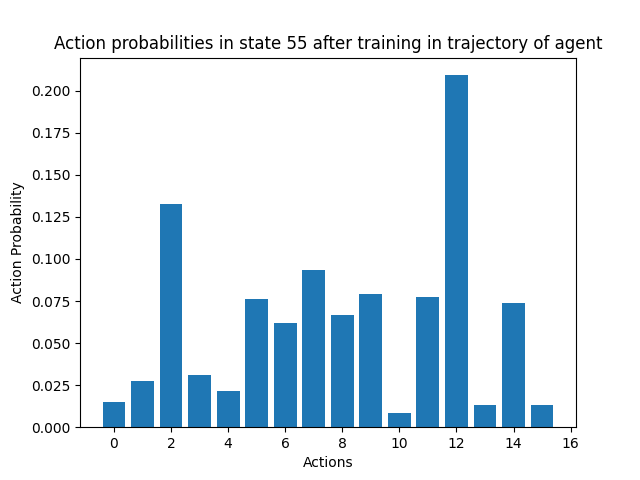 Action probabilities in state 55 after training in trajectory of agent
0.200
0.175
0.150
0.125
0.100
0.075
0.050
0.025
0.000
Action Probability
0 2 4 6 8 10 12 14 16
Actions